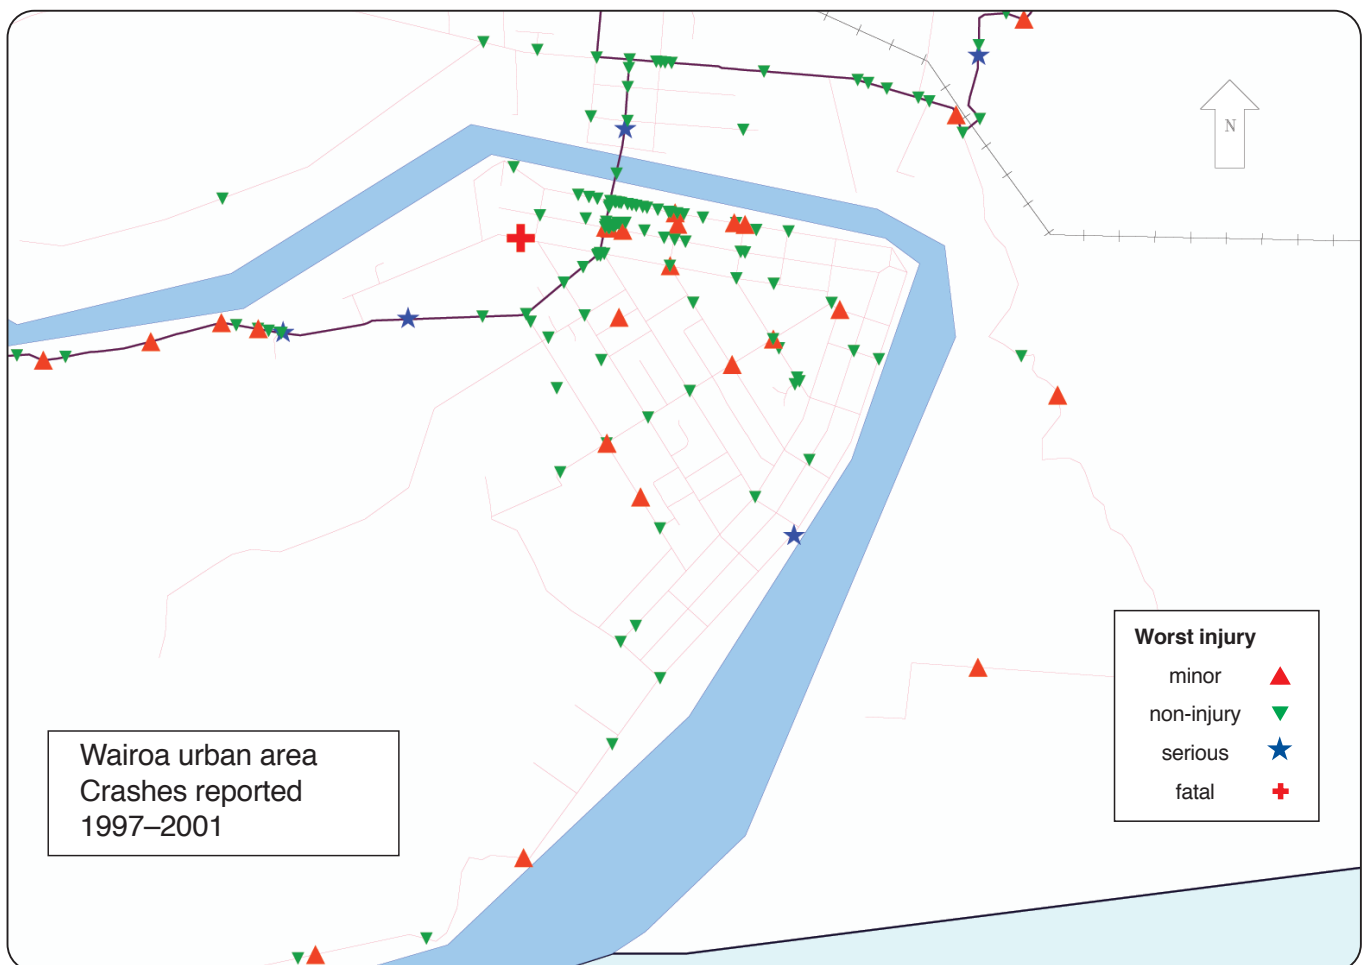 N
Worst injury
minor
non-injury
serious
fatal
Wairoa urban area
Crashes reported
1997–2001